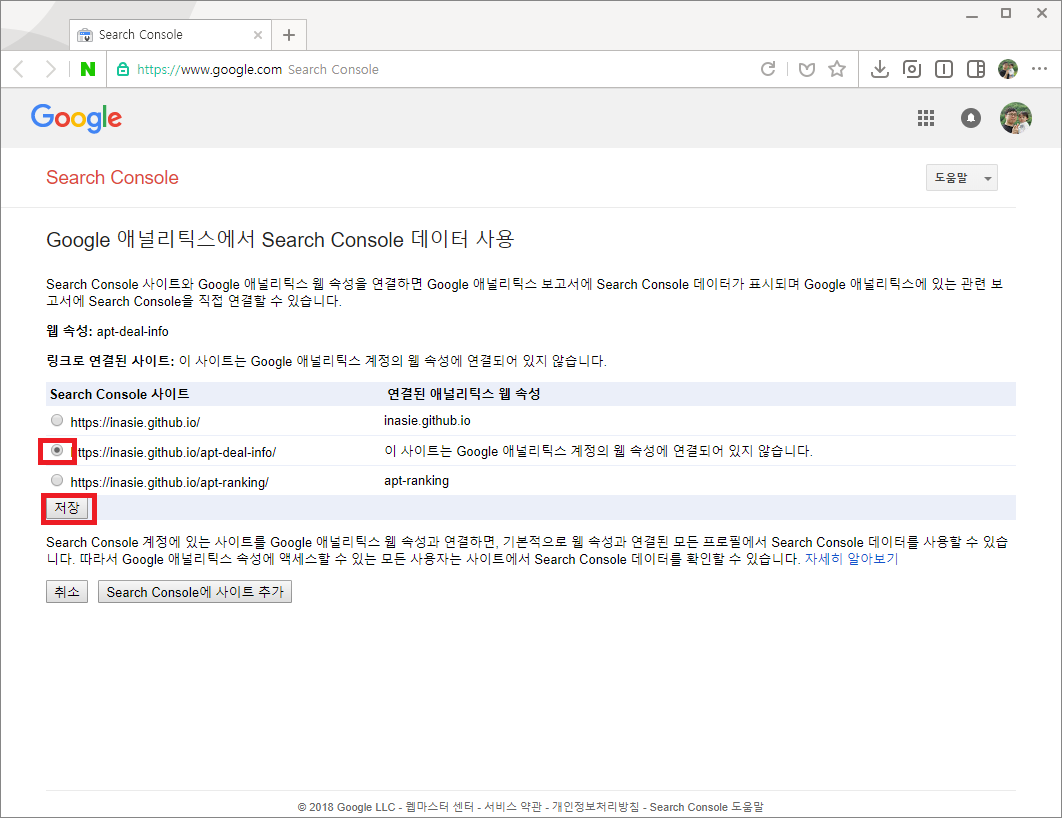 Search Console
N
https://www.google.com Search Console
Google
Search Console
도움말
Google 애널리틱스에서 Search Console 데이터 사용
Search Console 사이트와 Google 애널리틱스 웹 속성을 연결하면 Google 애널리틱스 보고서에 Search Console 데이터가 표시되며 Google 애널리틱스에 있는 관련 보
고서에 Search Console을 직접 연결할 수 있습니다.
웹 속성: apt-deal-info
링크로 연결된 사이트: 이 사이트는 Google 애널리틱스 계정의 웹 속성에 연결되어 있지 않습니다.
Search Console 사이트 연결된 애널리틱스 웹 속성
https://inasie.github.io/ inasie.github.io
ttps://inasie.github.io/apt-deal-info/ 이 사이트는 Google 애널리틱스 계정의 웹 속성에 연결되어 있지 않습니다.
https://inasie.github.io/apt-ranking/ apt-ranking
저장
Search Console 계정에 있는 사이트를 Google 애널리틱스 웹 속성과 연결하면, 기본적으로 웹 속성과 연결된 모든 프로필에서 Search Console 데이터를 사용할 수 있습
니다. 따라서 Google 애널리틱스 속성에 액세스할 수 있는 모든 사용자는 사이트에서 Search Console 데이터를 확인할 수 있습니다. 자세히 알아보기
취소 Search Console에 사이트 추가
© 2018 Google LLC - 웹마스터 센터 - 서비스 약관 - 개인정보처리방침 - Search Console 도움말